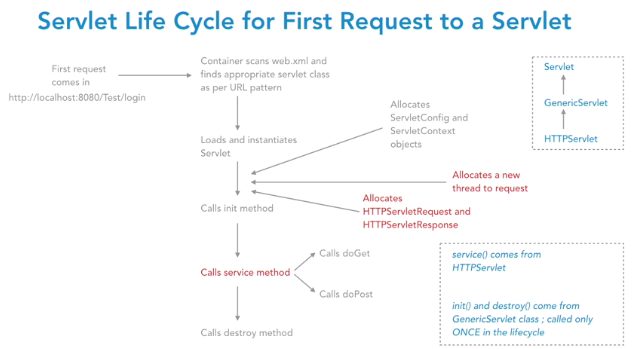 Servlet Life Cycle for First Request to a Servlet
First request
comes in
http://localhost:8080/Test/login
Container scans web.xml and
finds appropriate servlet class
as per URL pattern
Servlet
GenericServlet
HTTPServlet
Allocates
ServletConfig and
ServletContext
objects
Loads and instantiates
Servlet
Allocates a new
thread to request
Allocates
HTTPServletRequest and
HTTPServletResponse
Calls init method
Calls doGet
Calls service method
Calls doPost
Calls destroy method
service() comes from
HTTPServlet
init() and destroy() come from
GenericServlet class ; called only
ONCE in the lifecycle